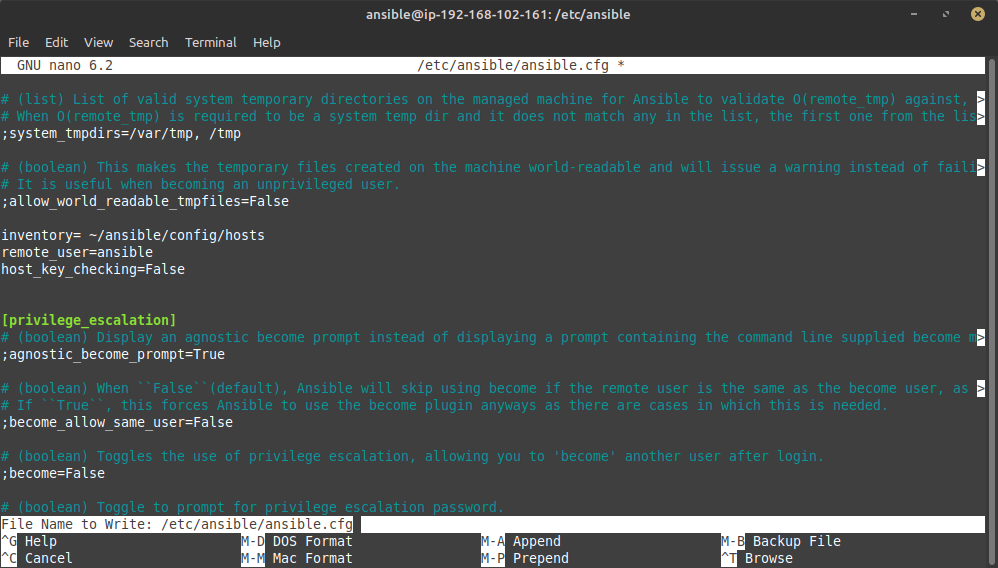 ansible@ip-192-168-102-161: /etc/ansible
File Edit View Search Terminal Help
GNU nano 6.2 /etc/ansible/ansible.cfg *
# (list) List of valid system temporary directories on the managed machine for Ansible to validate O(remote_tmp) against, >
# When O(remote_tmp) is required to be a system temp dir and it does not match any in the list, the first one from the lis>
;system_tmpdirs=/var/tmp, /tmp
# (boolean) This makes the temporary files created on the machine world-readable and will issue a warning instead of faili>
# It is useful when becoming an unprivileged user.
;allow_world_readable_tmpfiles=False
inventory= ~/ansible/config/hosts
remote_user=ansible
host_key_checking=False
[privilege_escalation]
# (boolean) Display an agnostic become prompt instead of displaying a prompt containing the command line supplied become m>
;agnostic_become_prompt=True
# (boolean) When ``False``(default), Ansible will skip using become if the remote user is the same as the become user, as >
# If ``True``, this forces Ansible to use the become plugin anyways as there are cases in which this is needed.
;become_allow_same_user=False
# (boolean) Toggles the use of privilege escalation, allowing you to 'become' another user after login.
;become=False
# (boolean) Toggle to prompt for privilege escalation password.
File Name to Write: /etc/ansible/ansible.cfg
^G Help M-D DOS Format M-A Append M-B Backup File
^C Cancel M-M Mac Format M-P Prepend ^T Browse